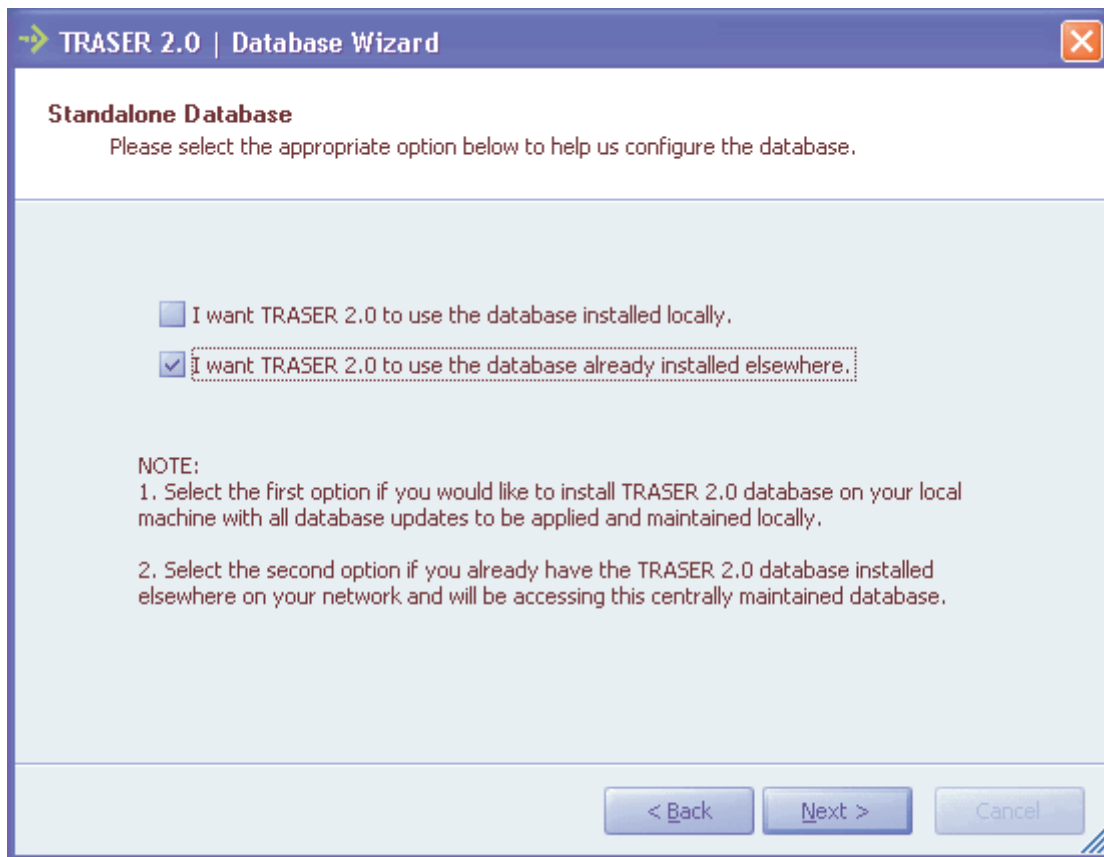 TRASER 2.0 | Database Wizard
Standalone Database
Please select the appropriate option below to help us configure the database.
I want TRASER 2.0 to use the database installed locally.
I want TRASER 2.0 to use the database already installed elsewhere.
NOTE:
1. Select the first option if you would like to install TRASER 2.0 database on your local
machine with all database updates to be applied and maintained locally.
2. Select the second option if you already have the TRASER 2.0 database installed
elsewhere on your network and will be accessing this centrally maintained database.
< Back
Next >
Cancel